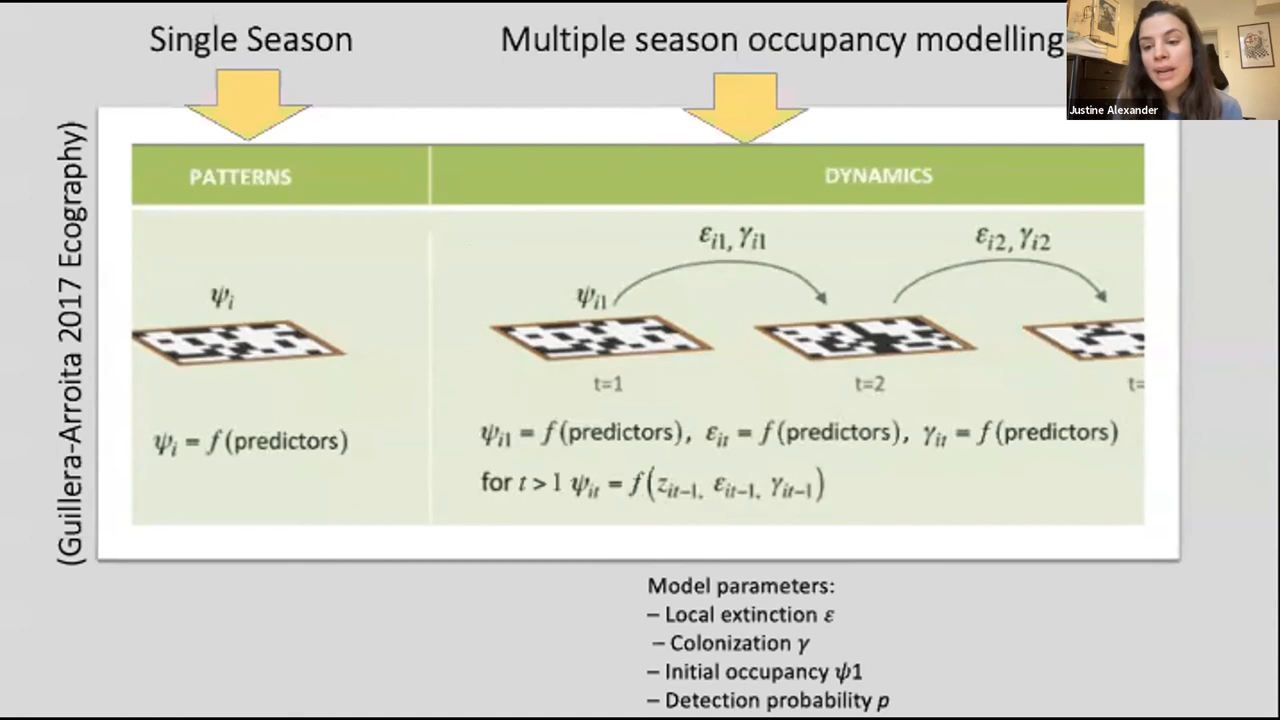 Single Season
Multiple season occupancy modelling
Justine Alexander
(Guillera-Arroita 2017 Ecography)
PATTERNS
DYNAMICS
εi1, γi1
εi2, γi2
ψi
ψi1
t=1
t=2
t=
ψi = f(predictors)
ψi1 = f(predictors), εit = f(predictors), γit = f(predictors)
for t > 1 ψit = f(zit−1, εit−1, γit−1)
Model parameters:
– Local extinction ε
– Colonization γ
– Initial occupancy ψ1
– Detection probability p